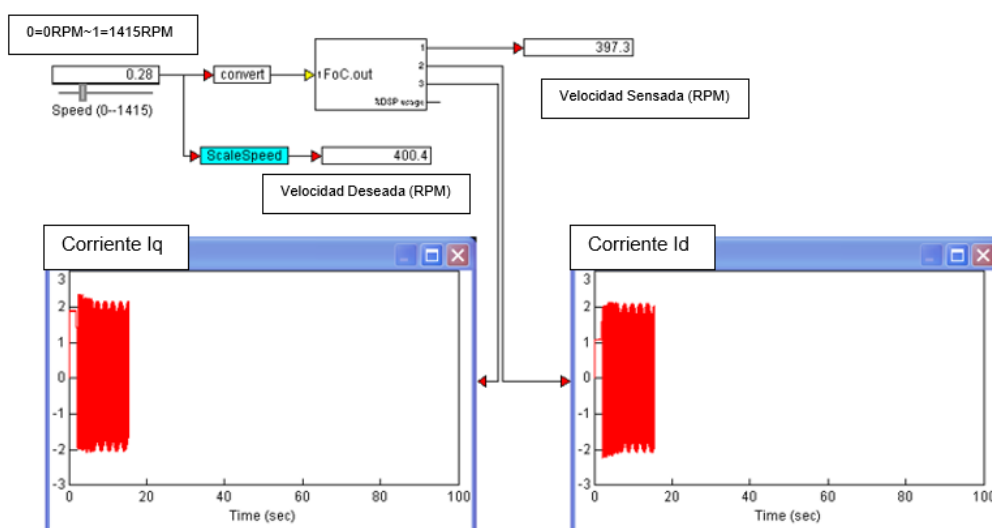 0=0RPM~1=1415RPM
0.28
convert
1 FoC.out
1
2
3
%DSP usage
397.3
Speed (0--1415)
Velocidad Sensada (RPM)
ScaleSpeed
400.4
Velocidad Deseada (RPM)
Corriente Iq
3
2
1
0
-1
-2
-3
0 20 40 60 80 100
Time (sec)
Corriente Id
3
2
1
0
-1
-2
-3
0 20 40 60 80 100
Time (sec)